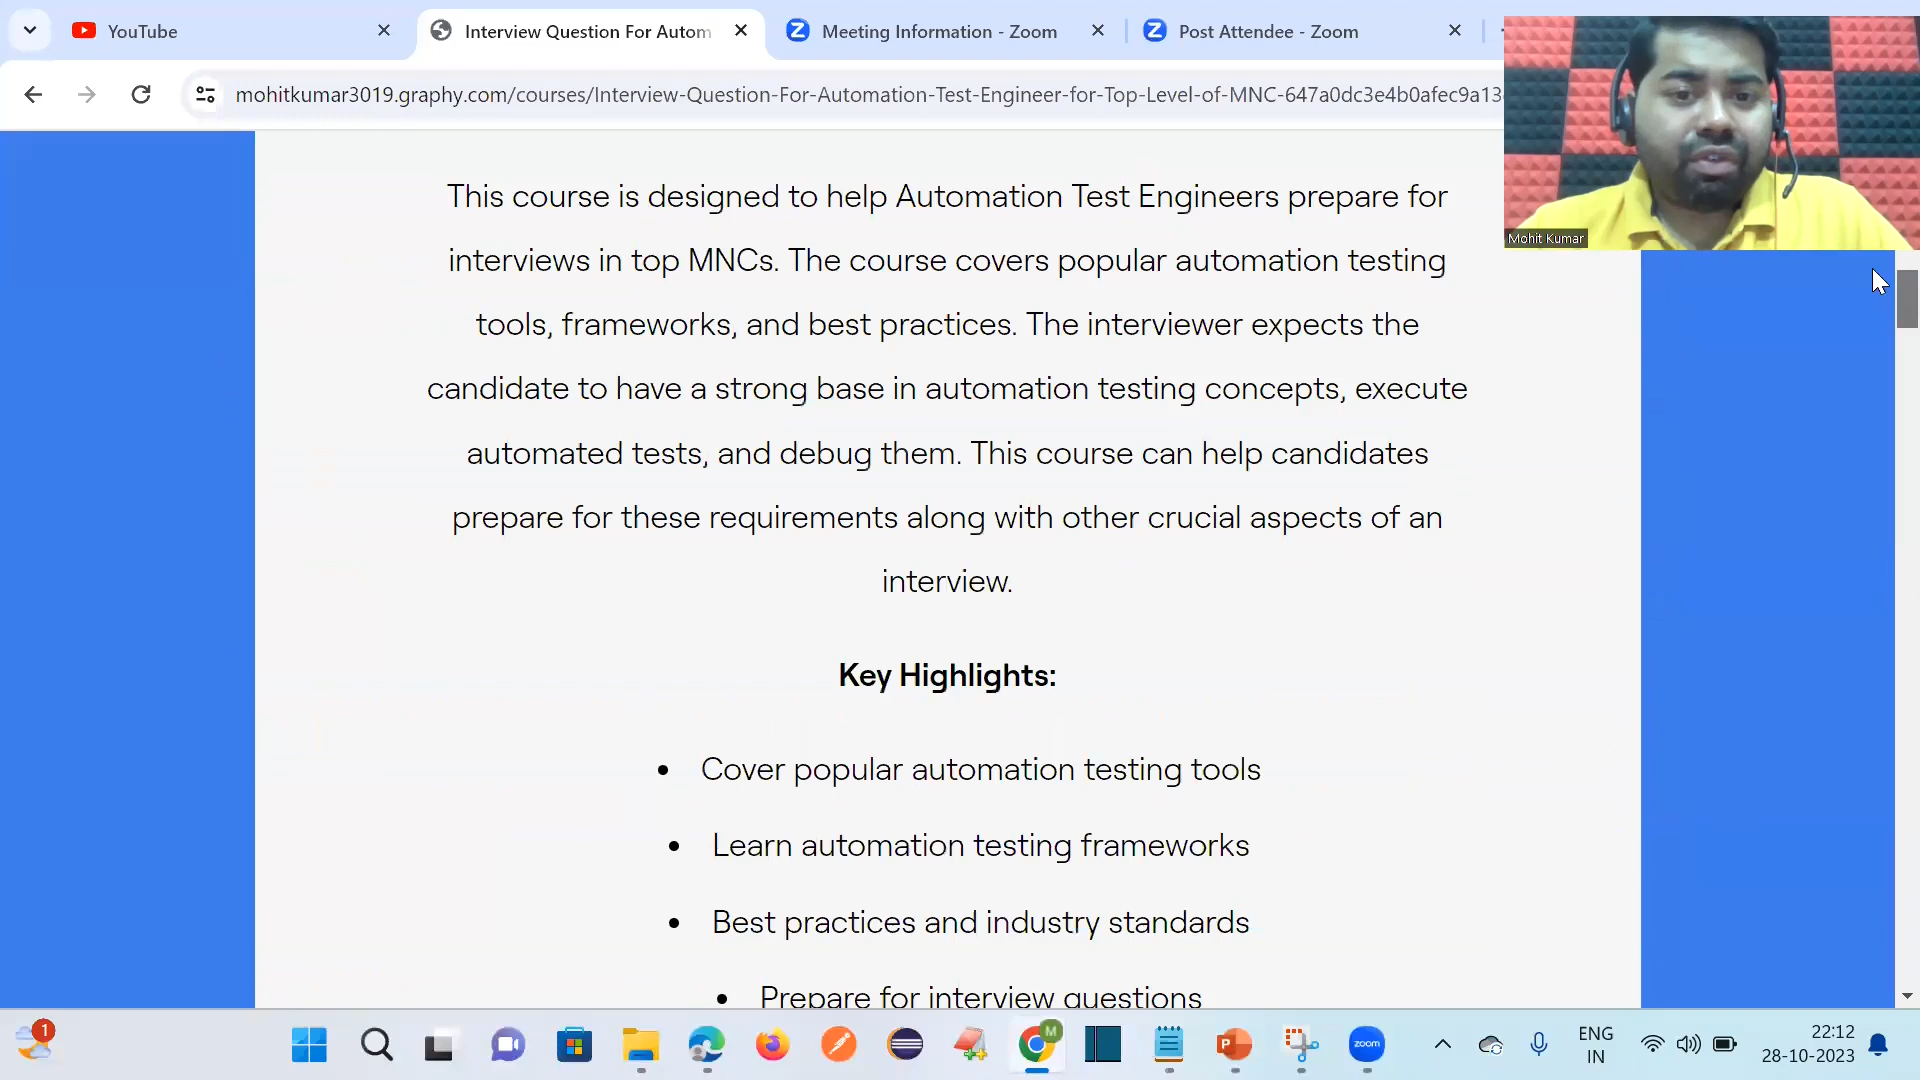 YouTube
Interview Question For Autom
Meeting Information - Zoom
Post Attendee - Zoom
mohitkumar3019.graphy.com/courses/Interview-Question-For-Automation-Test-Engineer-for-Top-Level-of-MNC-647a0dc3e4b0afec9a13
Mohit Kumar
This course is designed to help Automation Test Engineers prepare for
interviews in top MNCs. The course covers popular automation testing
tools, frameworks, and best practices. The interviewer expects the
candidate to have a strong base in automation testing concepts, execute
automated tests, and debug them. This course can help candidates
prepare for these requirements along with other crucial aspects of an
interview.
Key Highlights:
• Cover popular automation testing tools
• Learn automation testing frameworks
• Best practices and industry standards
• Prepare for interview questions
1
M
zoom
ENG
IN
22:12
28-10-2023